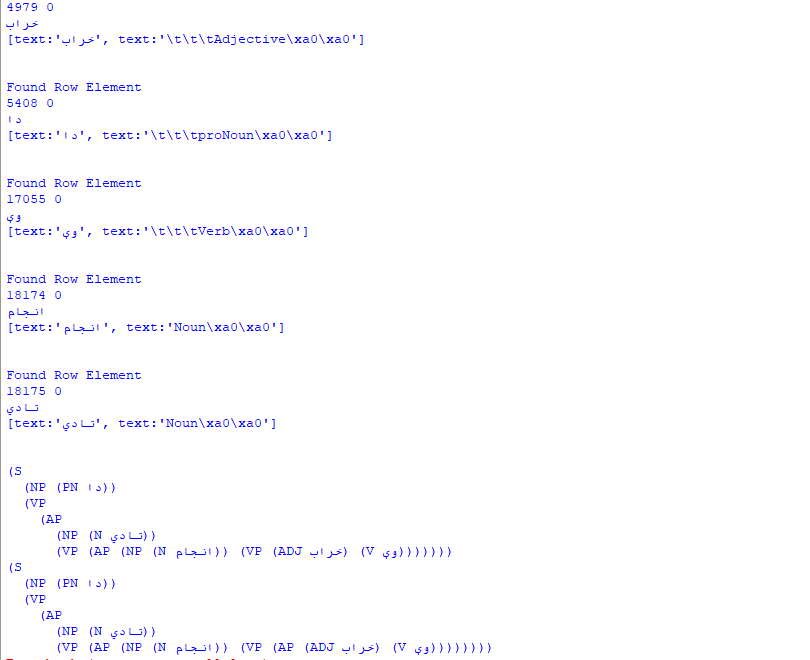 4979 0
خراب
[text:'خراب', text:'\t\t\tAdjective\xa0\xa0']
Found Row Element
5408 0
دا
[text:'دا', text:'\t\t\tproNoun\xa0\xa0']
Found Row Element
17055 0
وي
[text:'وي', text:'\t\t\tVerb\xa0\xa0']
Found Row Element
18174 0
انجام
[text:'انجام', text:'Noun\xa0\xa0']
Found Row Element
18175 0
تادي
[text:'تادي', text:'Noun\xa0\xa0']
(S
(NP (PN دا))
(VP
(AP
(NP (N تادي))
(VP (AP (NP (N انجام)) (VP (ADJ خراب) (V وي)))))))
(S
(NP (PN دا))
(VP
(AP
(NP (N تادي))
(VP (AP (NP (N انجام)) (VP (AP (ADJ خراب) (V وي))))))))